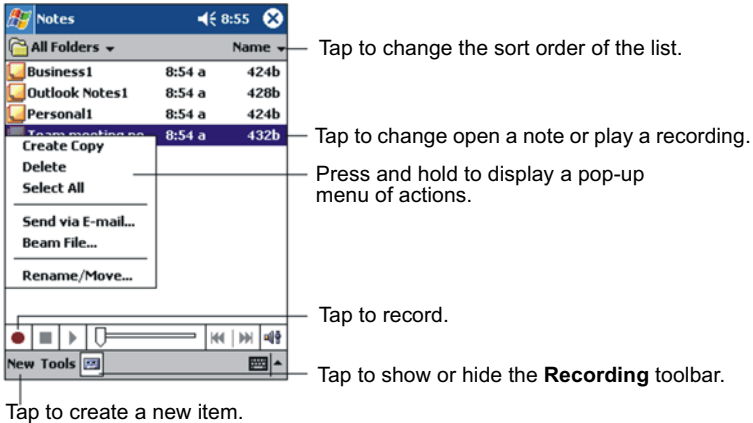 Notes 8:55
All Folders Name
Tap to change the sort order of the list.
Business1 8:54 a 424b
Outlook Notes1 8:54 a 428b
Personal1 8:54 a 424b
Team meeting no... 8:54 a 432b
Tap to change open a note or play a recording.
Create Copy
Delete
Select All
Send via E-mail...
Beam File...
Rename/Move...
Press and hold to display a pop-up
menu of actions.
Tap to record.
New Tools
Tap to show or hide the Recording toolbar.
Tap to create a new item.